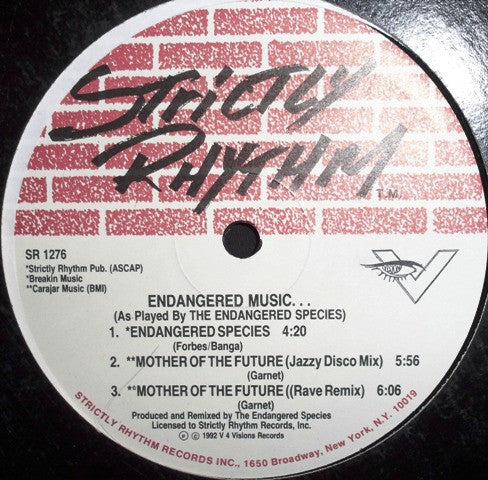 STRICTLY
RHYTHM
T.M.
SR 1276
*Strictly Rhythm Pub. (ASCAP)
*Breakin Music
**Carajar Music (BMI)
VISION
V
ENDANGERED MUSIC. . .
(As Played By THE ENDANGERED SPECIES)
1. *ENDANGERED SPECIES 4:20
(Forbes/Banga)
2. **MOTHER OF THE FUTURE (Jazzy Disco Mix) 5:56
(Garnet)
3. **MOTHER OF THE FUTURE ((Rave Remix) 6:06
(Garnet)
Produced and Remixed by The Endangered Species
Licensed to Strictly Rhythm Records, Inc.
℗ © 1992 V 4 Visions Records
STRICTLY RHYTHM RECORDS INC., 1650 Broadway, New York, N.Y. 10019